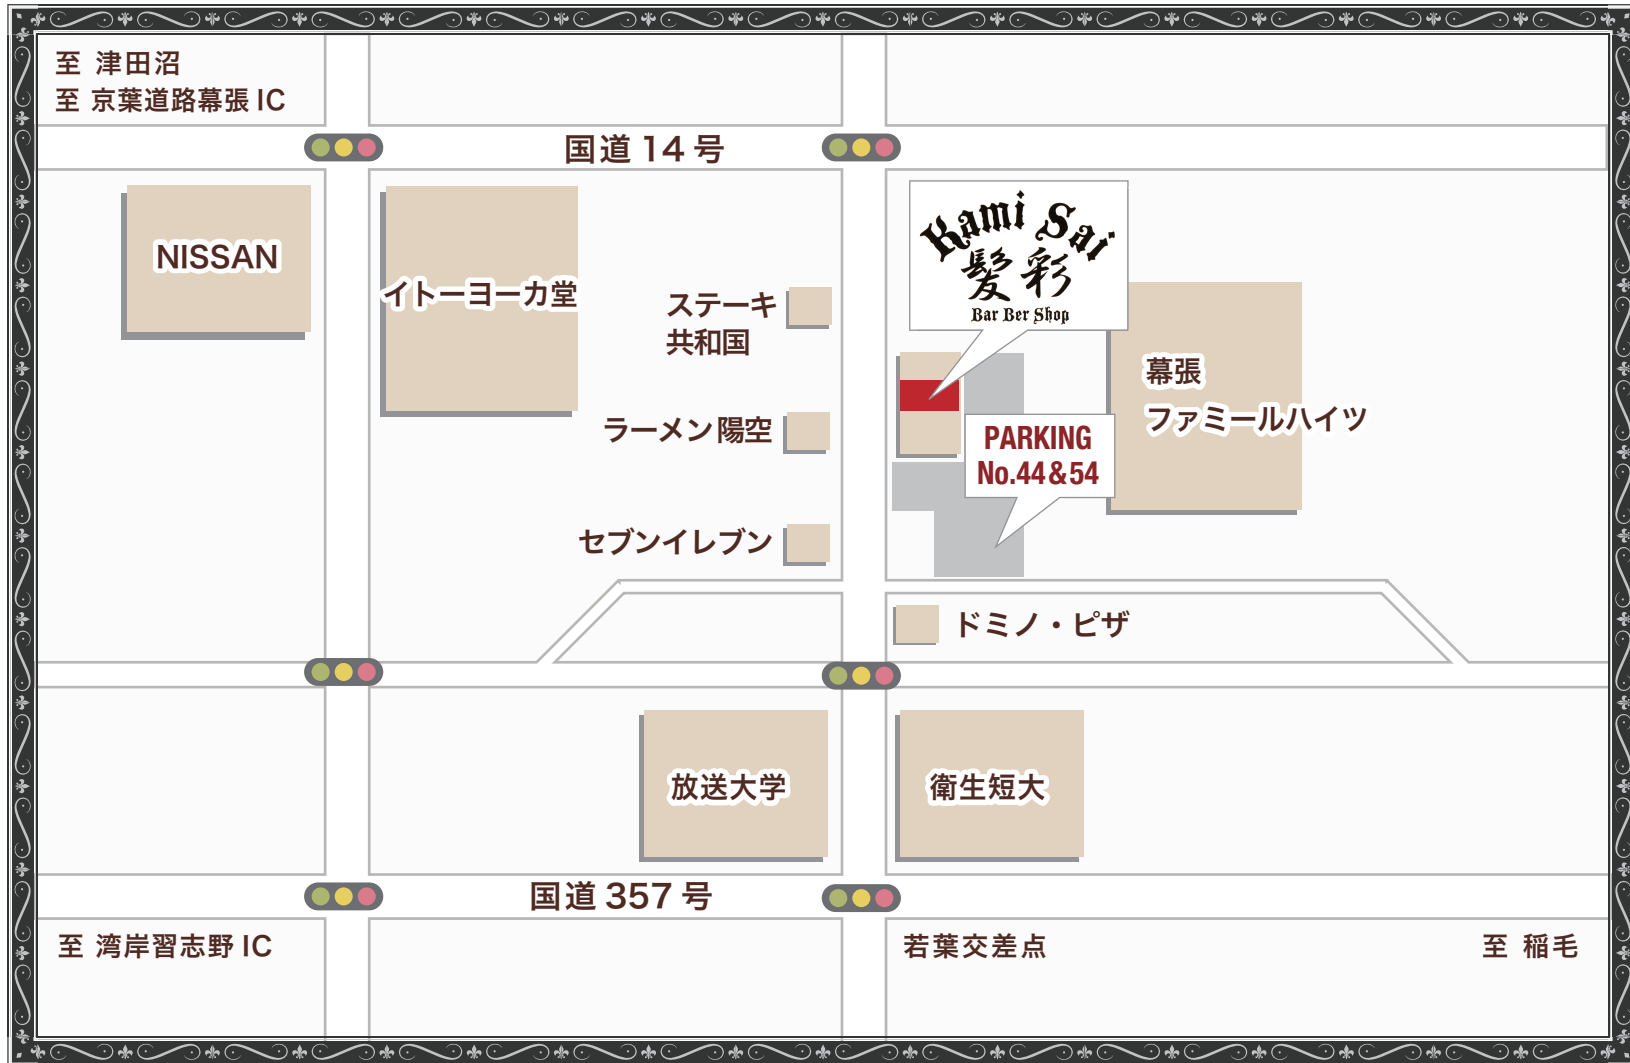 至 津田沼
至 京葉道路幕張 IC
国道 14 号
Kami Sai
髪彩
Bar Ber Shop
NISSAN
イトーヨーカ堂
ステーキ
共和国
幕張
ファミールハイツ
ラーメン 陽空
PARKING
No.44&54
セブンイレブン
ドミノ・ピザ
放送大学
衛生短大
国道 357 号
至 湾岸習志野 IC
若葉交差点
至 稲毛